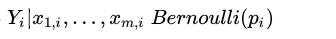 Y_i|x_{1,i}, . . . , x_{m,i} Bernoulli(p_i)